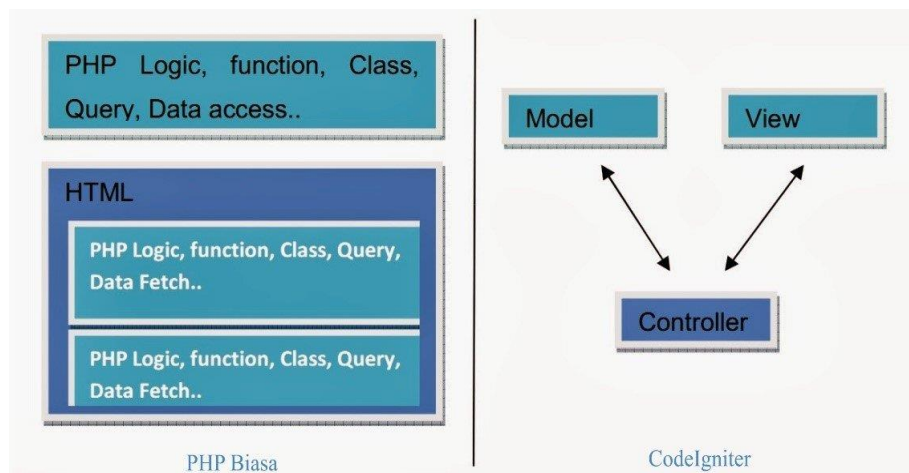 PHP Logic, function, Class,
Query, Data access..
HTML
PHP Logic, function, Class, Query,
Data Fetch..
PHP Logic, function, Class, Query,
Data Fetch..
PHP Biasa
Model
View
Controller
CodeIgniter